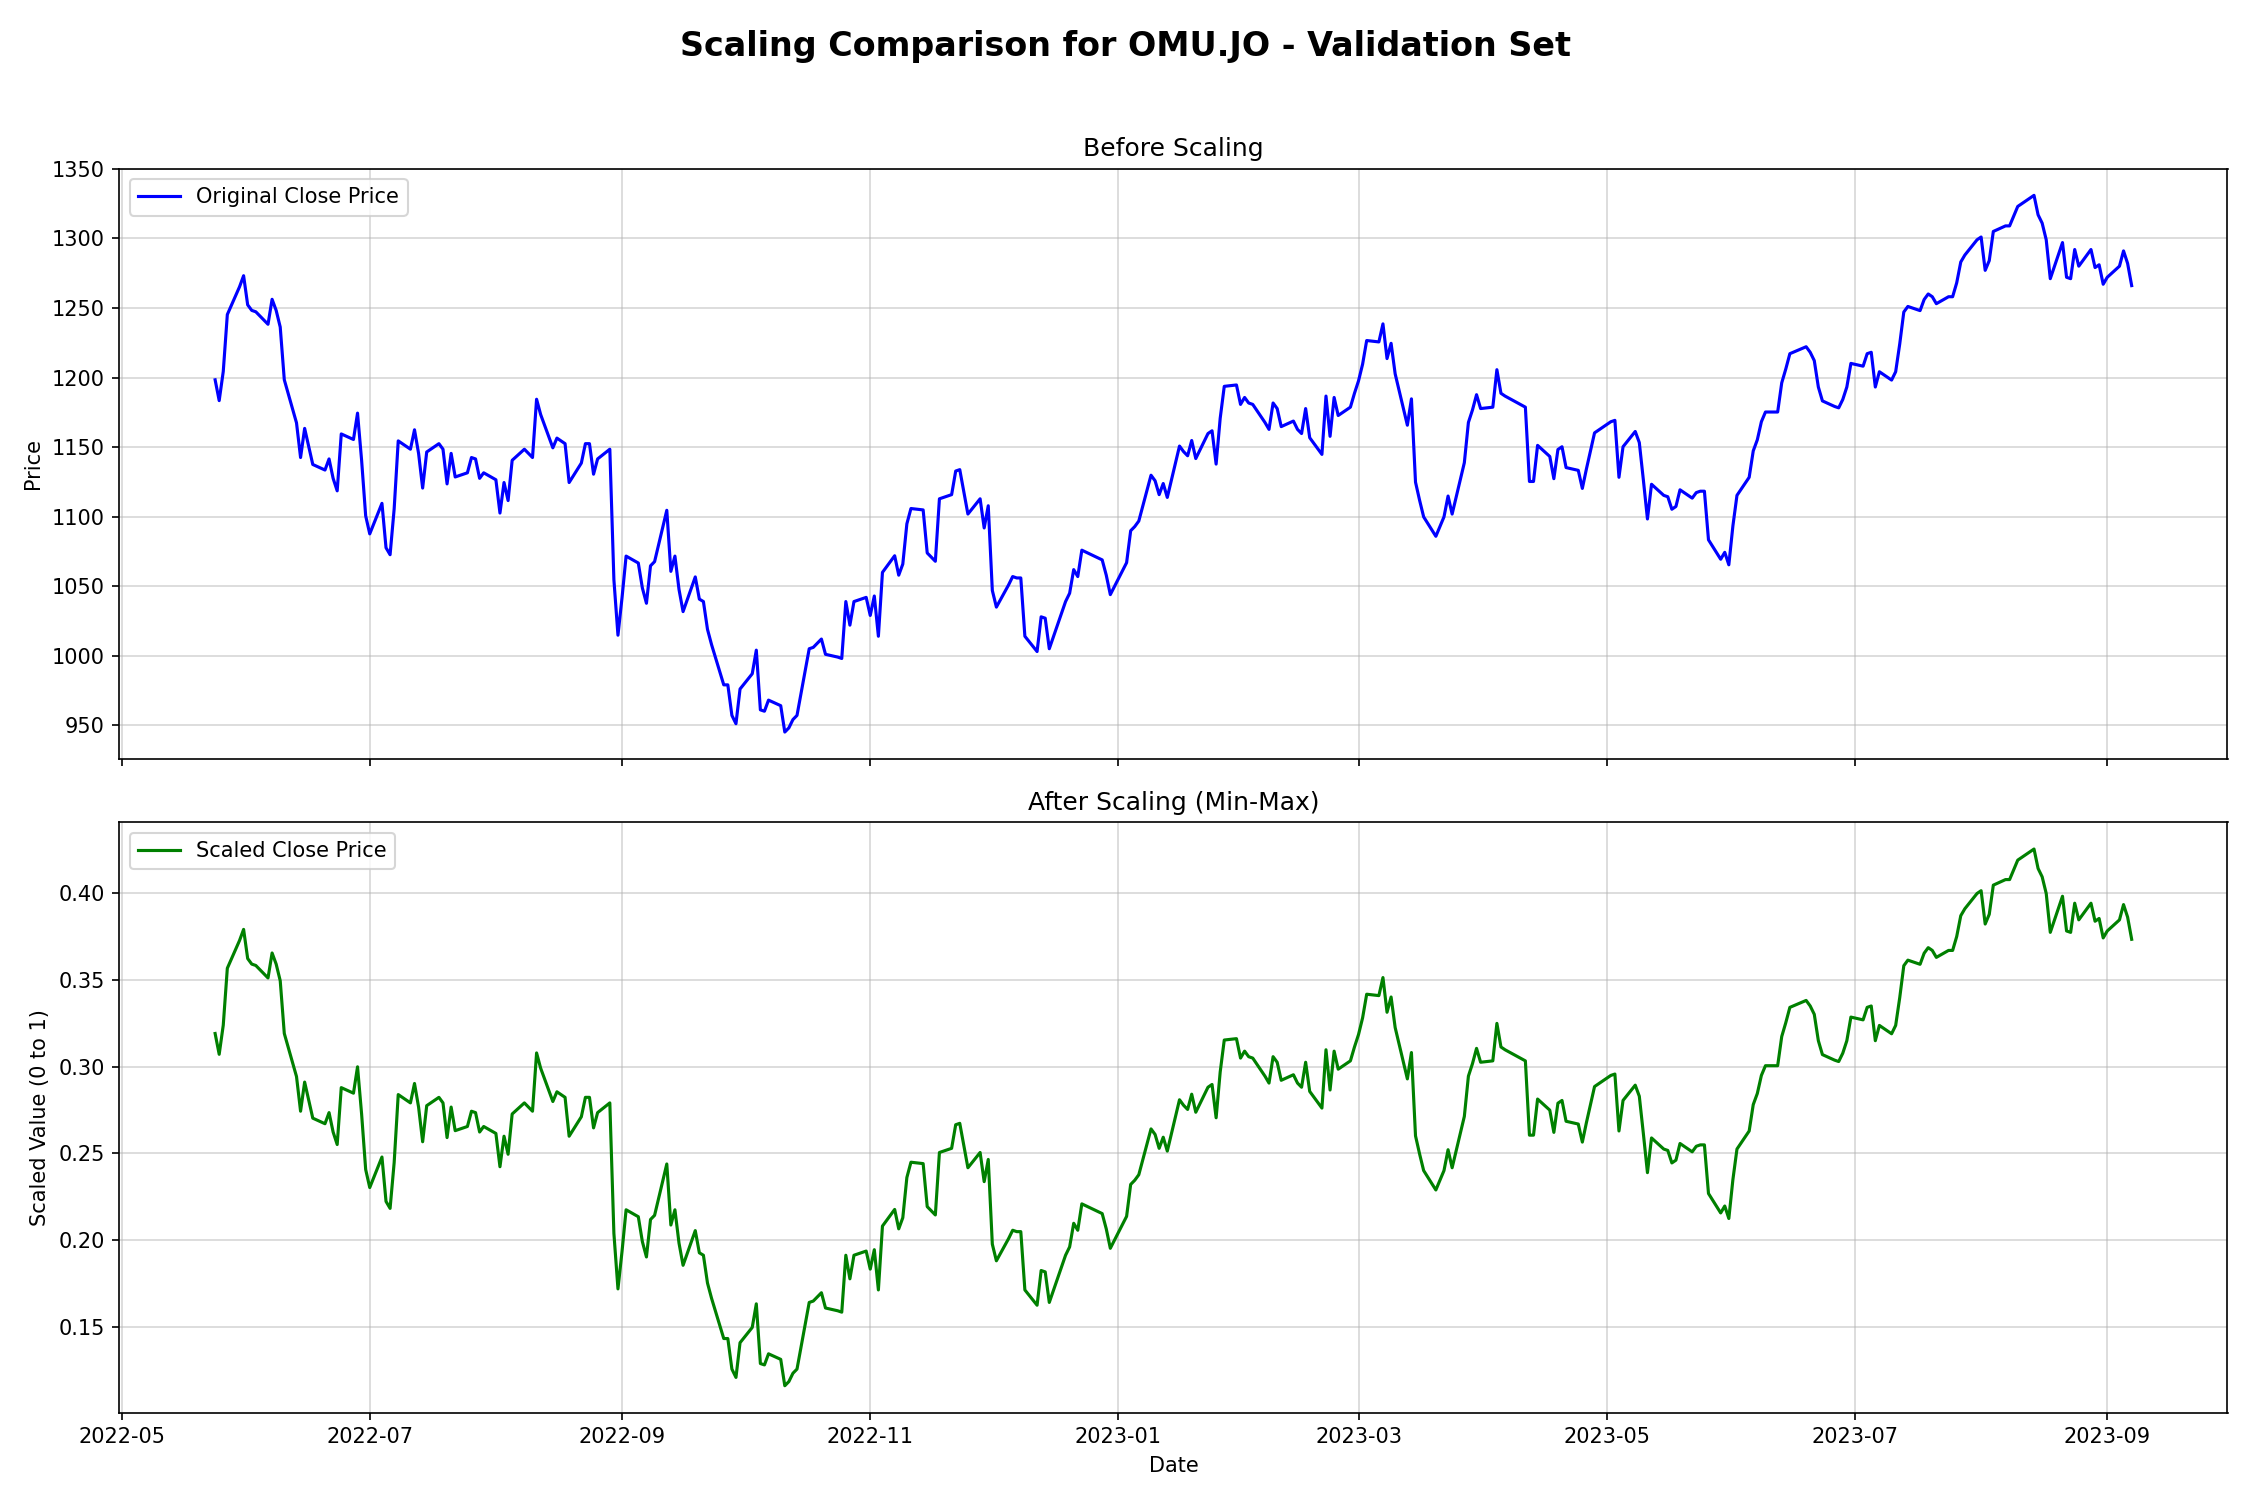 Scaling Comparison for OMU.JO - Validation Set
Before Scaling
Original Close Price
Price
1350
1300
1250
1200
1150
1100
1050
1000
950
After Scaling (Min-Max)
Scaled Close Price
Scaled Value (0 to 1)
0.40
0.35
0.30
0.25
0.20
0.15
2022-05 2022-07 2022-09 2022-11 2023-01 2023-03 2023-05 2023-07 2023-09
Date